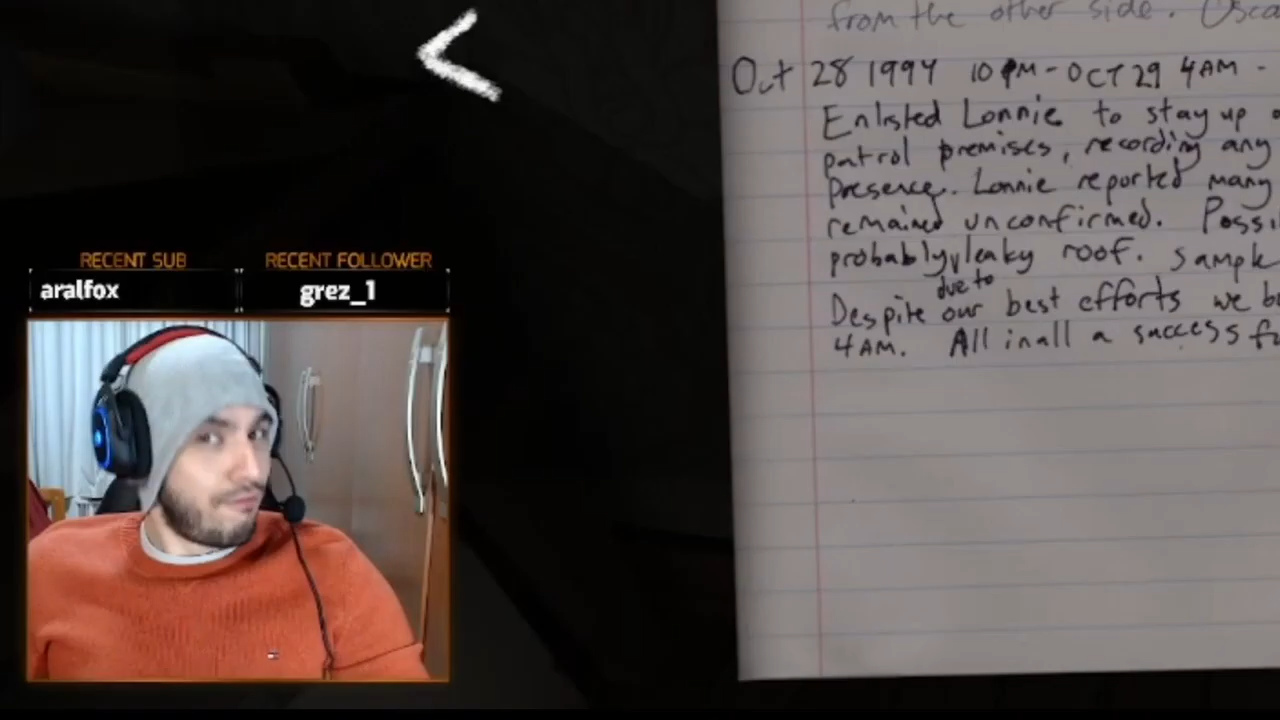 from the other side.
Oct 28 1994 10 PM - OCT 29 4AM -
Enlisted Lonnie to stay up
patrol premises, recording any
presence. Lonnie reported many
remained unconfirmed.
probably leaky roof. Sample
due to
Despite our best efforts we
4AM. All in all a success
RECENT SUB
RECENT FOLLOWER
aralfox
grez_1